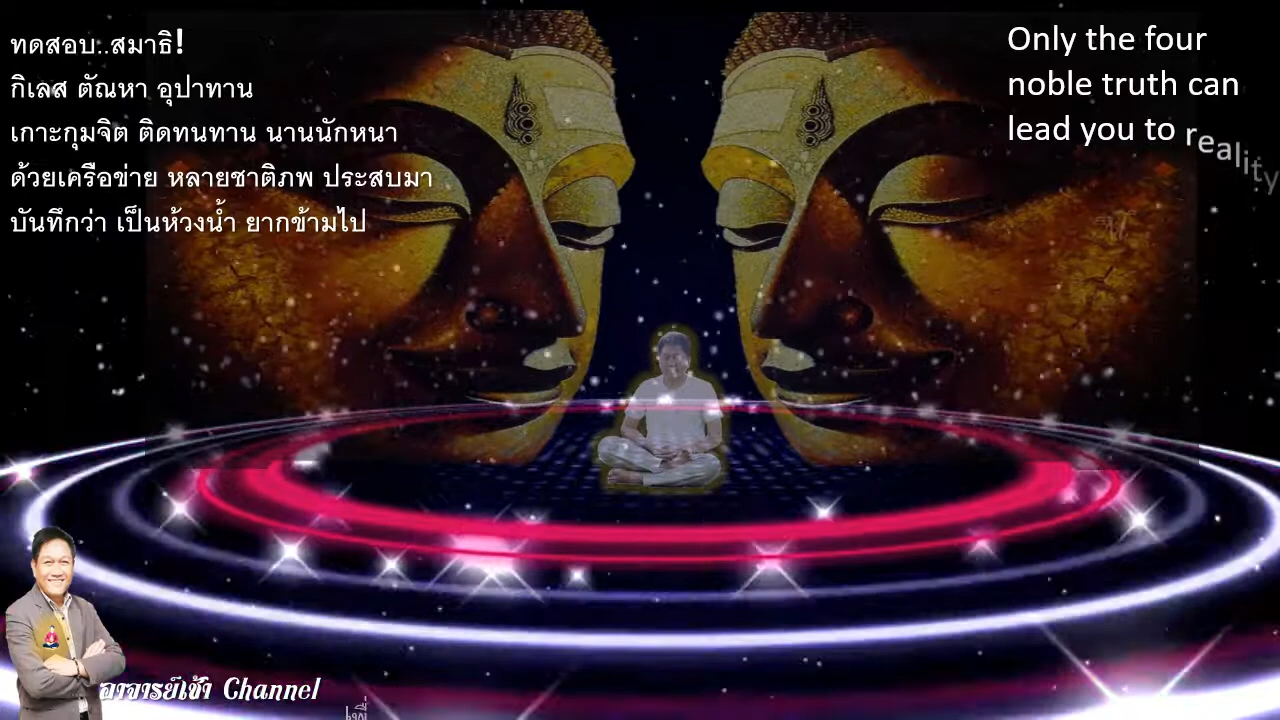 ทดสอบ..สมาธิ!
กิเลส ตัณหา อุปาทาน
เกาะกุมจิต ติดทนทาน นานนักหนา
ด้วยเครือข่าย หลายชาติภพ ประสบมา
บันทึกว่า เป็นห้วงน้ำ ยากข้ามไป
Only the four
noble truth can
lead you to reality
อาจารย์เช้า Channel